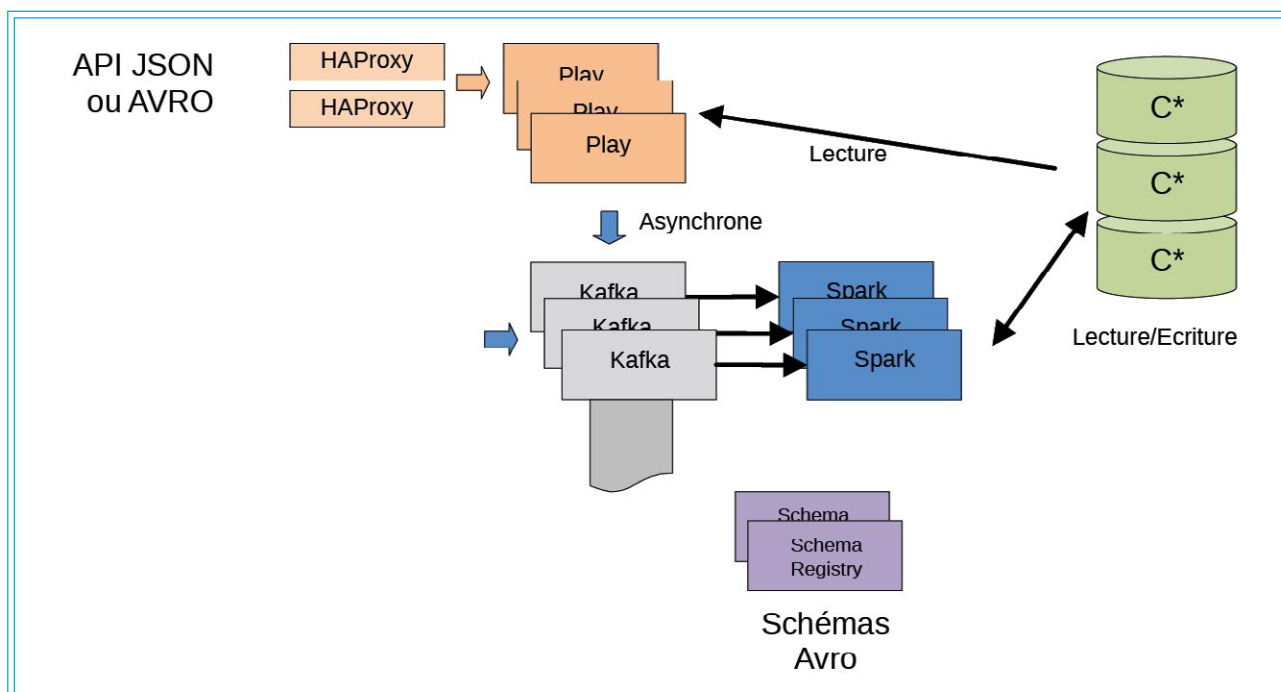 API JSON
ou AVRO
HAProxy
HAProxy
Play
Play
Play
Lecture
C*
C*
C*
Asynchrone
Lecture/Ecriture
Kafka
Kafka
Kafka
Spark
Spark
Spark
Schema
Schema
Registry
Schémas
Avro